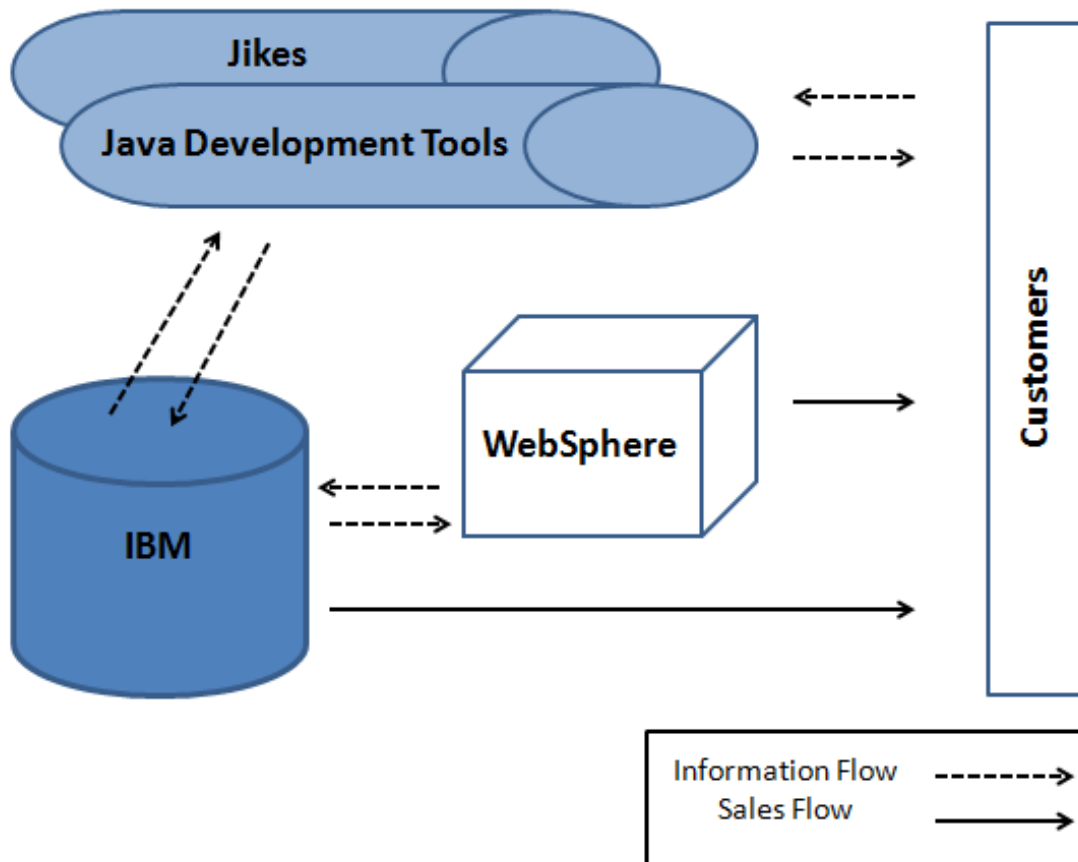 Jikes
Java Development Tools
Customers
WebSphere
IBM
Information Flow
Sales Flow